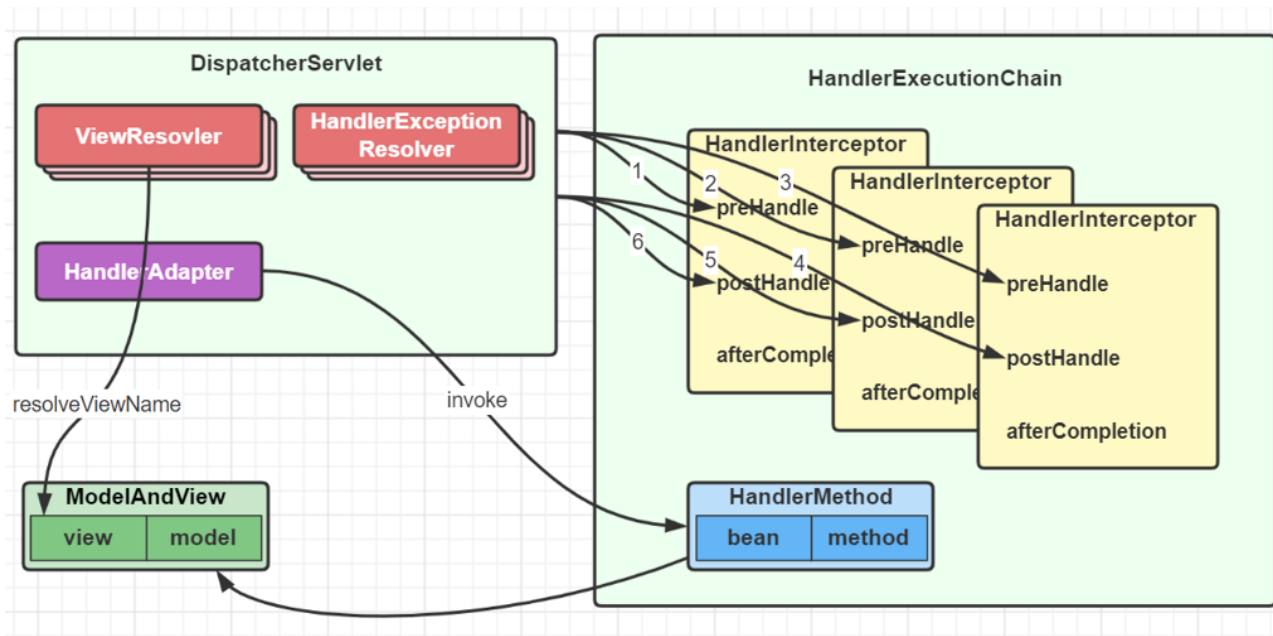 DispatcherServlet
ViewResovler
HandlerException
Resolver
HandlerAdapter
resolveViewName
invoke
ModelAndView
view
model
HandlerExecutionChain
HandlerInterceptor
1
preHandle
6
postHandle
afterComple
HandlerInterceptor
2
preHandle
5
postHandle
afterComple
HandlerInterceptor
3
preHandle
4
postHandle
afterCompletion
HandlerMethod
bean
method